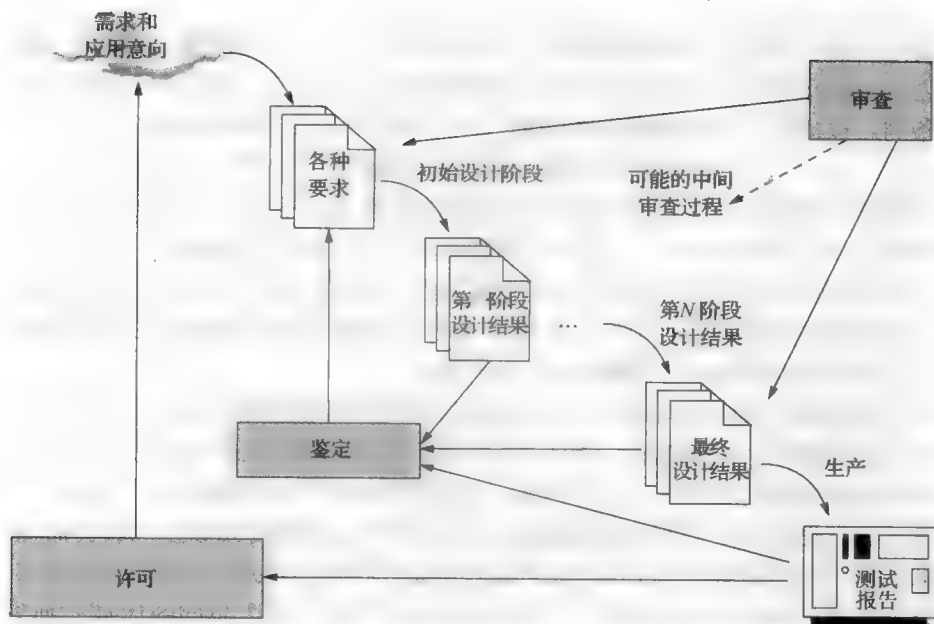 需求和
应用意向
审查
各种
要求
初始设计阶段
可能的中间
审查过程
第一阶段
设计结果
…
第N阶段
设计结果
鉴定
最终
设计结果
生产
许可
测试
报告